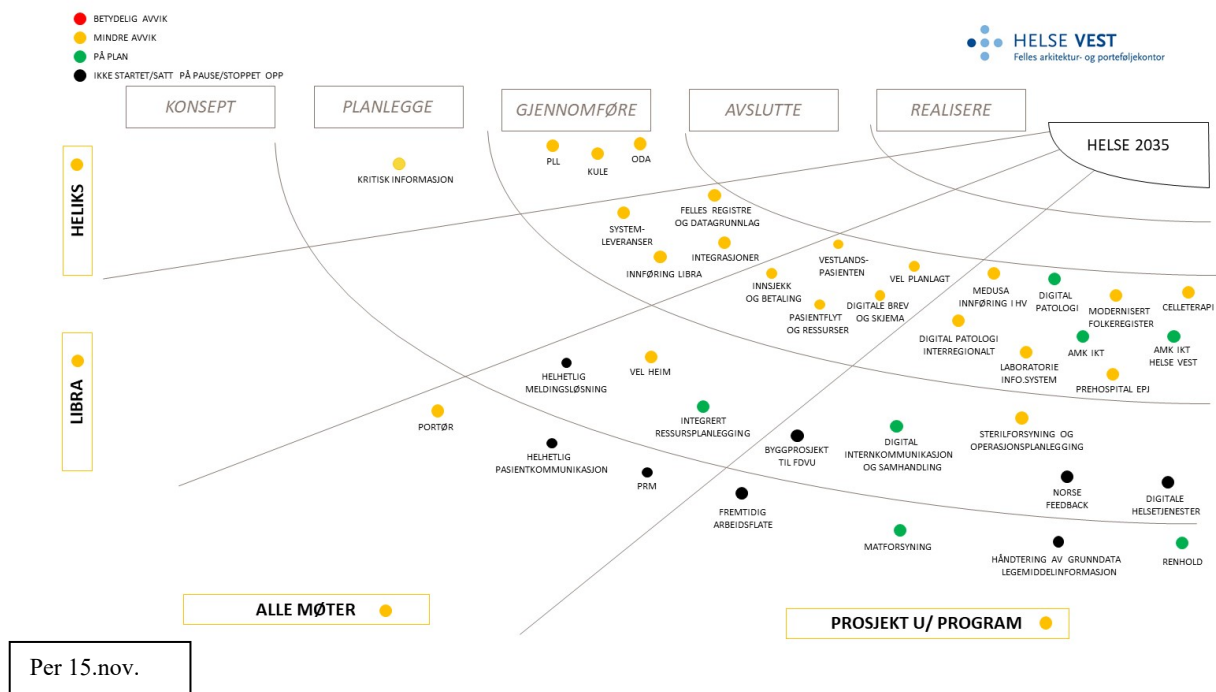 BETYDELIG AVVIK
MINDRE AVVIK
PÅ PLAN
IKKE STARTET/SATT PÅ PAUSE/STOPPET OPP
HELSE VEST
Felles arkitektur- og porteføljekontor
KONSEPT
PLANLEGGE
GJENNOMFØRE
AVSLUTTE
REALISERE
HELSE 2035
HELIKS
KRITISK INFORMASJON
PLL
KULE
ODA
SYSTEM-
LEVERANSER
FELLES REGISTRE
OG DATAGRUNNLAG
INNFØRING LIBRA
INTEGRASJONER
INNSJEKK
OG BETALING
VESTLANDS-
PASIENTEN
PASIENTFLYT
OG RESSURSER
DIGITALE BREV
OG SKJEMA
VEL PLANLAGT
MEDUSA
INNFØRING I HV
DIGITAL
PATOLOGI
MODERNISERT
FOLKEREGISTER
CELLETERAPI
DIGITAL PATOLOGI
INTERREGIONALT
LABORATORIE
INFO.SYSTEM
AMK IKT
AMK IKT
HELSE VEST
PREHOSPITAL EPJ
LIBRA
HELHETLIG
MELDINGSLØSNING
VEL HEIM
PORTØR
INTEGRERT
RESSURSPLANLEGGING
HELHETLIG
PASIENTKOMMUNIKASJON
PRM
BYGGPROSJEKT
TIL FDVU
DIGITAL
INTERNKOMMUNIKASJON
OG SAMHANDLING
STERILFORSYNING OG
OPERASJONSPLANLEGGING
FREMTIDIG
ARBEIDSFLATE
NORSE
FEEDBACK
DIGITALE
HELSETJENESTER
MATFORSYNING
HÅNDTERING AV GRUNNDATA
LEGEMIDDELINFORMASJON
RENHOLD
ALLE MØTER
PROSJEKT U/ PROGRAM
Per 15.nov.